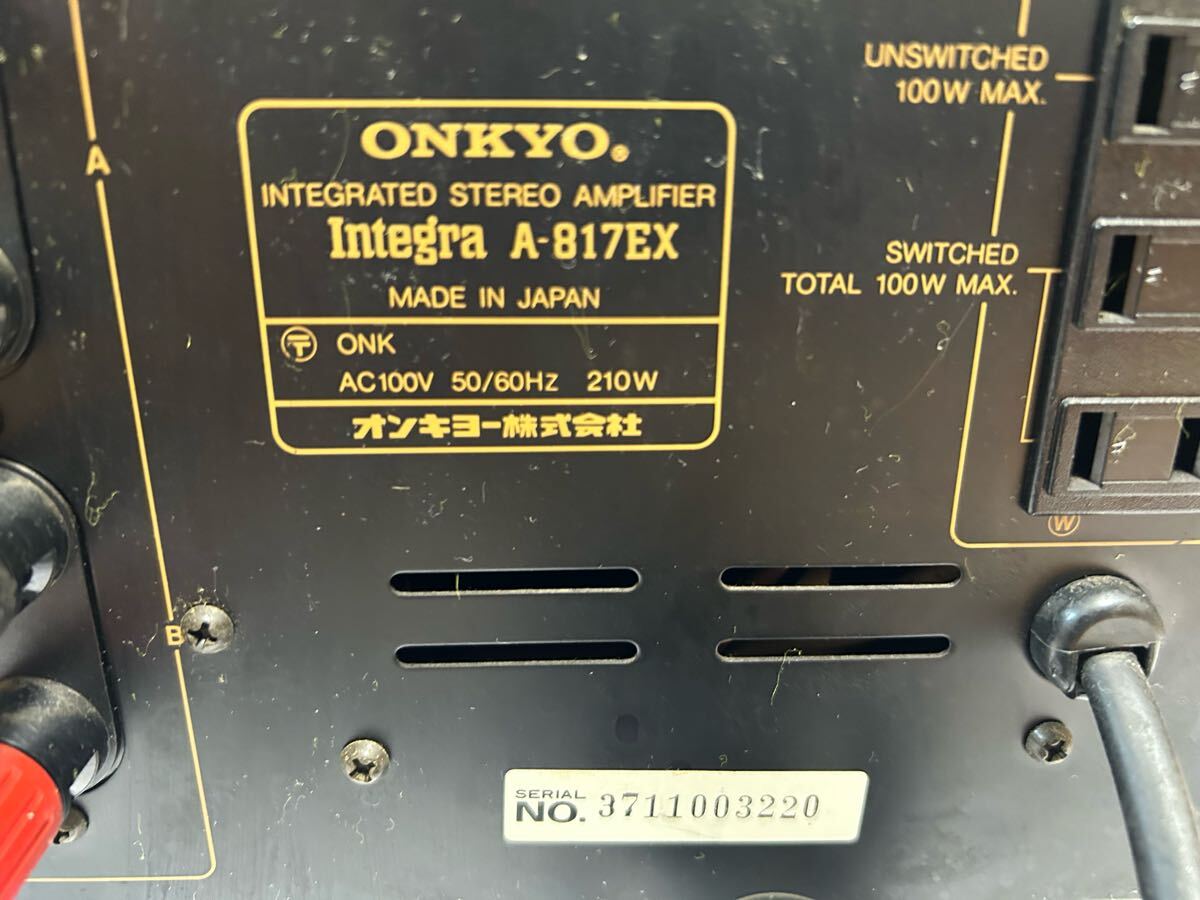 UNSWITCHED
100W MAX.
A
ONKYO®
INTEGRATED STEREO AMPLIFIER
Integra A-817EX
MADE IN JAPAN
SWITCHED
TOTAL 100W MAX.
〶 ONK
AC100V 50/60Hz 210W
オンキヨー株式会社
W
B
SERIAL
NO. 3711003220